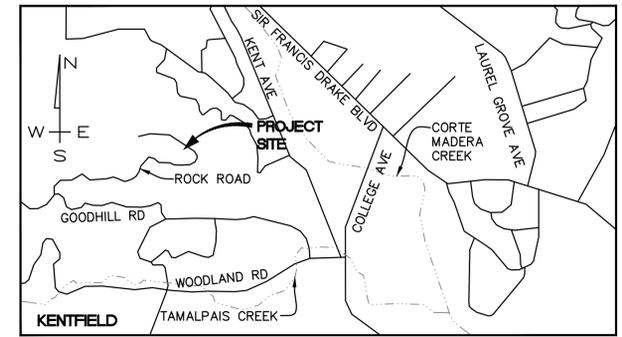 SIR FRANCIS DRAKE BLVD
KENT AVE
LAUREL GROVE AVE
N
W E
S
PROJECT
SITE
CORTE
MADERA
CREEK
COLLEGE AVE
ROCK ROAD
GOODHILL RD
WOODLAND RD
TAMALPAIS CREEK
KENTFIELD